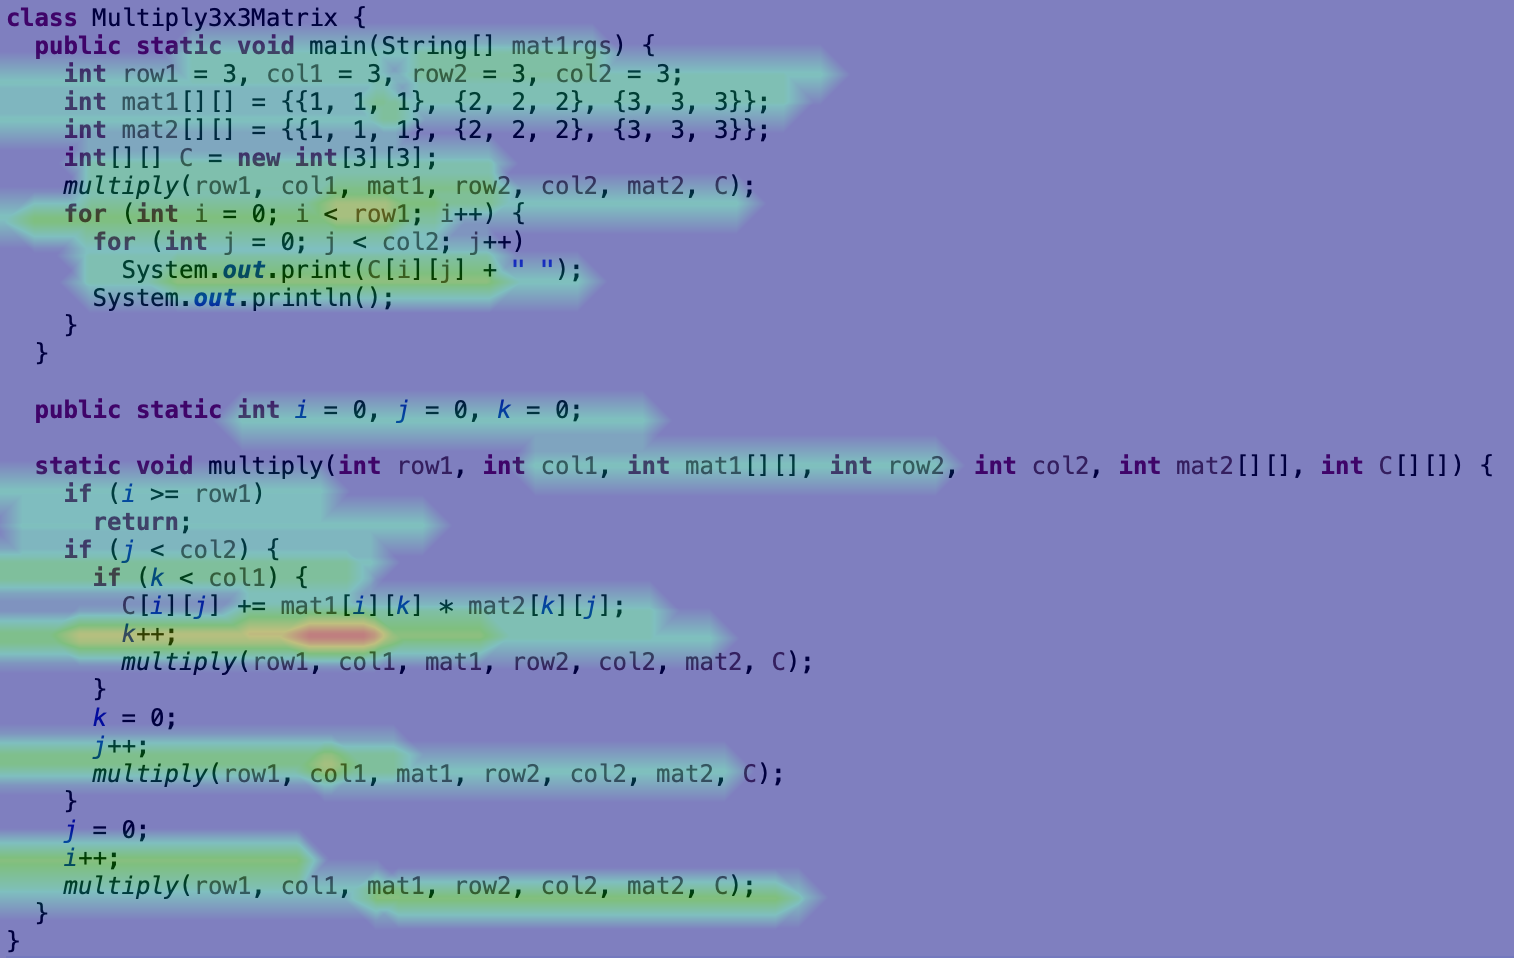 class Multiply3x3Matrix {
  public static void main(String[] mat1rgs) {
    int row1 = 3, col1 = 3, row2 = 3, col2 = 3;
    int mat1[][] = {{1, 1, 1}, {2, 2, 2}, {3, 3, 3}};
    int mat2[][] = {{1, 1, 1}, {2, 2, 2}, {3, 3, 3}};
    int[][] C = new int[3][3];
    multiply(row1, col1, mat1, row2, col2, mat2, C);
    for (int i = 0; i < row1; i++) {
      for (int j = 0; j < col2; j++)
        System.out.print(C[i][j] + " ");
      System.out.println();
    }
  }
  public static int i = 0, j = 0, k = 0;
  static void multiply(int row1, int col1, int mat1[][], int row2, int col2, int mat2[][], int C[][]) {
    if (i >= row1)
      return;
    if (j < col2) {
      if (k < col1) {
        C[i][j] += mat1[i][k] * mat2[k][j];
        k++;
        multiply(row1, col1, mat1, row2, col2, mat2, C);
      }
      k = 0;
      j++;
      multiply(row1, col1, mat1, row2, col2, mat2, C);
    }
    j = 0;
    i++;
    multiply(row1, col1, mat1, row2, col2, mat2, C);
  }
}